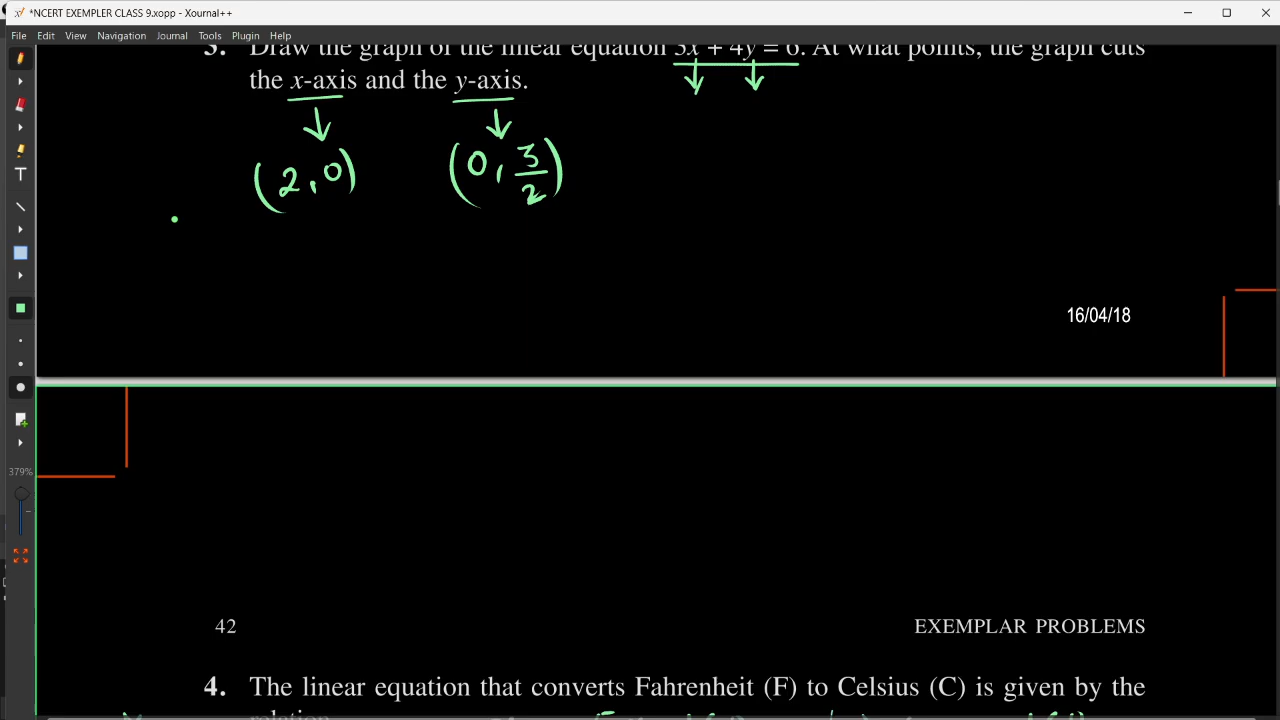 *NCERT EXEMPLER CLASS 9.xopp - Xournal++
File Edit View Navigation Journal Tools Plugin Help
3. Draw the graph of the linear equation 3x + 4y = 6. At what points, the graph cuts
the x-axis and the y-axis.
(2,0) (0, 3/2)
16/04/18
379%
42 EXEMPLAR PROBLEMS
4. The linear equation that converts Fahrenheit (F) to Celsius (C) is given by the
relation